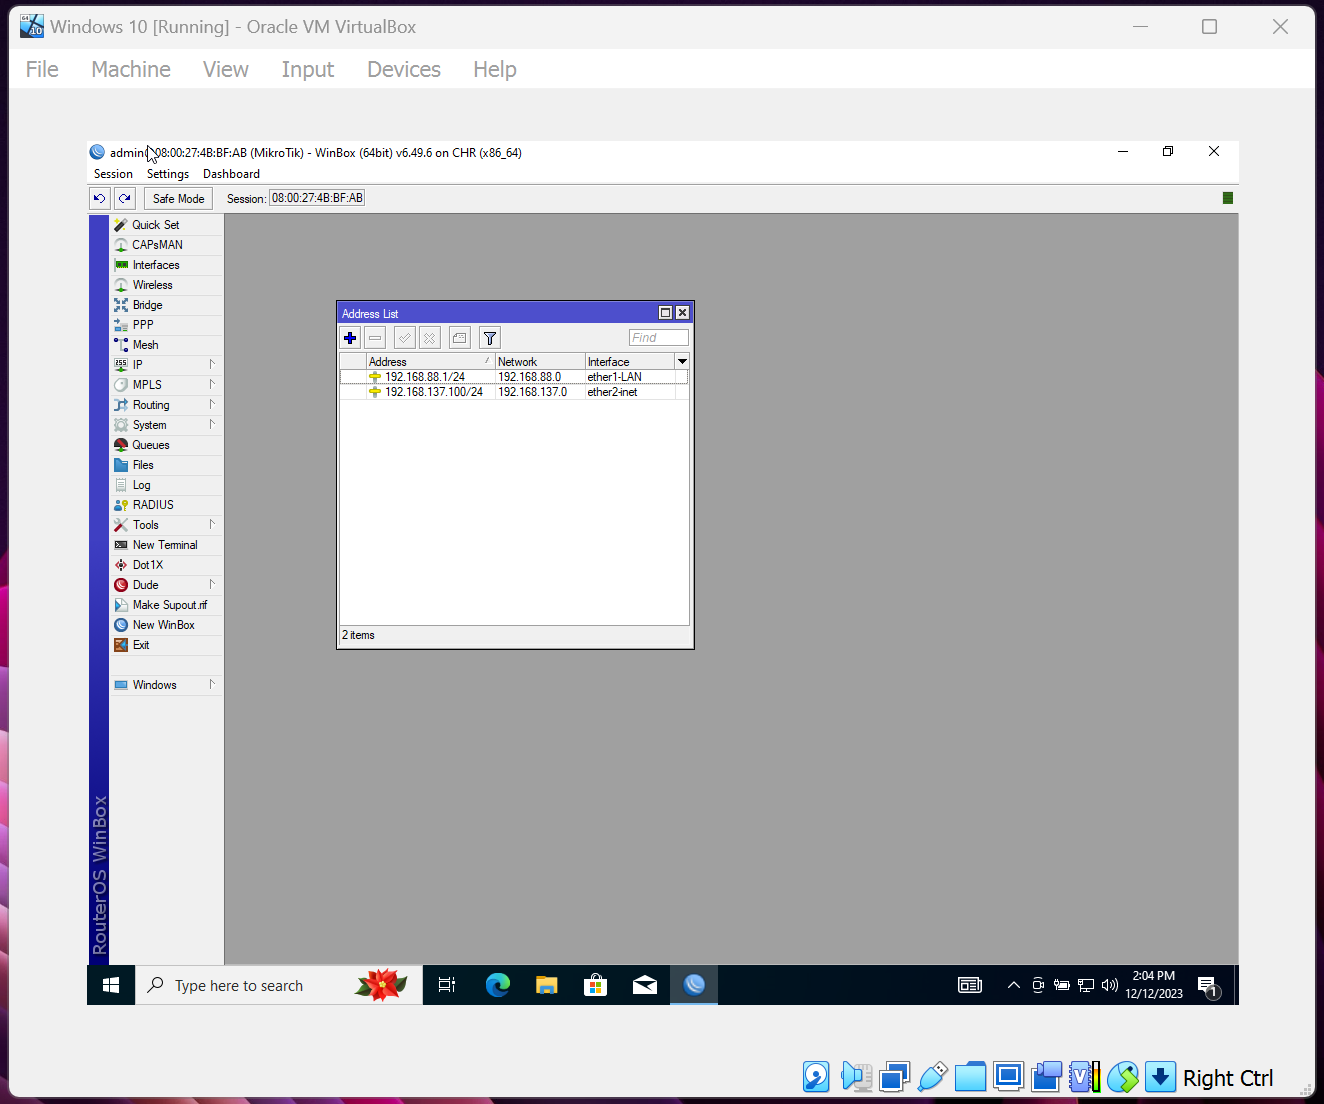 Windows 10 [Running] - Oracle VM VirtualBox
File Machine View Input Devices Help
admin@08:00:27:4B:BF:AB (MikroTik) - WinBox (64bit) v6.49.6 on CHR (x86_64)
Session Settings Dashboard
Safe Mode Session: 08:00:27:4B:BF:AB
Quick Set
CAPsMAN
Interfaces
Wireless
Bridge
PPP
Mesh
IP
MPLS
Routing
System
Queues
Files
Log
RADIUS
Tools
New Terminal
Dot1X
Dude
Make Supout.rif
New WinBox
Exit
Windows
RouterOS WinBox
Address List
Find
Address Network Interface
192.168.88.1/24 192.168.88.0 ether1-LAN
192.168.137.100/24 192.168.137.0 ether2-inet
2 items
Type here to search
2:04 PM
12/12/2023
1
Right Ctrl